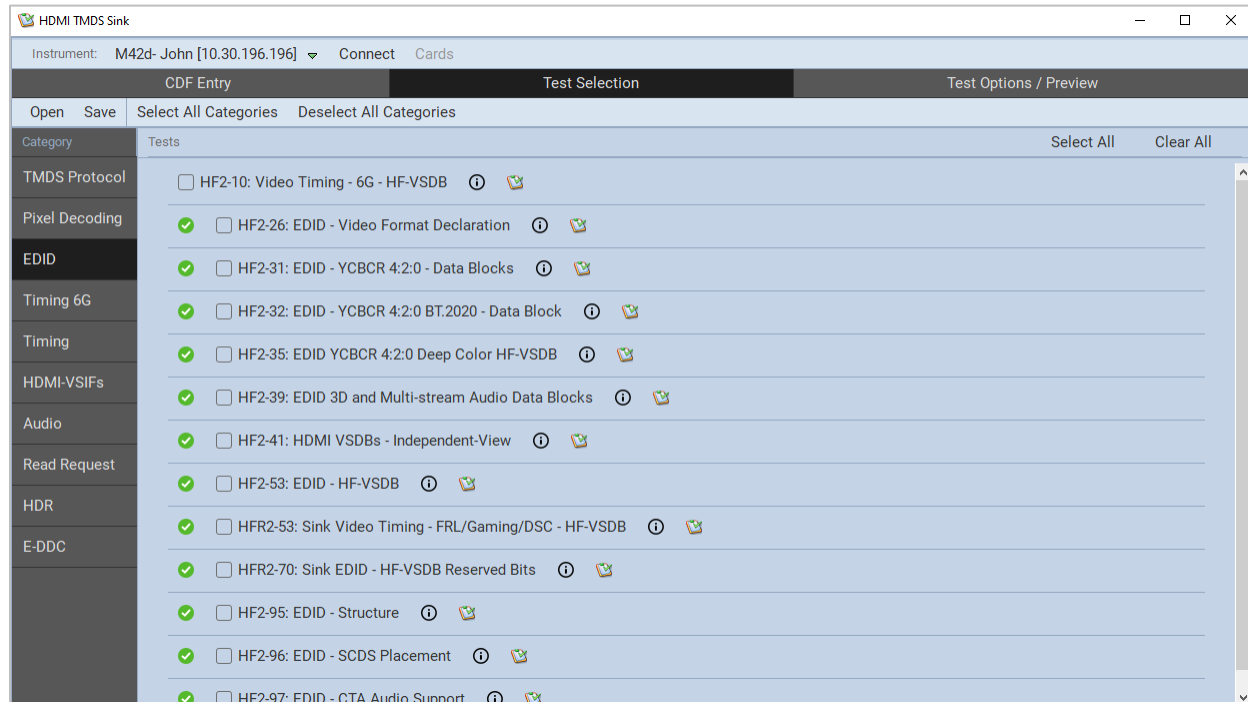 HDMI TMDS Sink
Instrument: M42d- John [10.30.196.196] Connect Cards
CDF Entry Test Selection Test Options / Preview
Open Save Select All Categories Deselect All Categories
Category Tests Select All Clear All
TMDS Protocol
Pixel Decoding
EDID
Timing 6G
Timing
HDMI-VSIFs
Audio
Read Request
HDR
E-DDC
HF2-10: Video Timing - 6G - HF-VSDB
HF2-26: EDID - Video Format Declaration
HF2-31: EDID - YCBCR 4:2:0 - Data Blocks
HF2-32: EDID - YCBCR 4:2:0 BT.2020 - Data Block
HF2-35: EDID YCBCR 4:2:0 Deep Color HF-VSDB
HF2-39: EDID 3D and Multi-stream Audio Data Blocks
HF2-41: HDMI VSDBs - Independent-View
HF2-53: EDID - HF-VSDB
HFR2-53: Sink Video Timing - FRL/Gaming/DSC - HF-VSDB
HFR2-70: Sink EDID - HF-VSDB Reserved Bits
HF2-95: EDID - Structure
HF2-96: EDID - SCDS Placement
HF2-97: EDID - CTA Audio Support